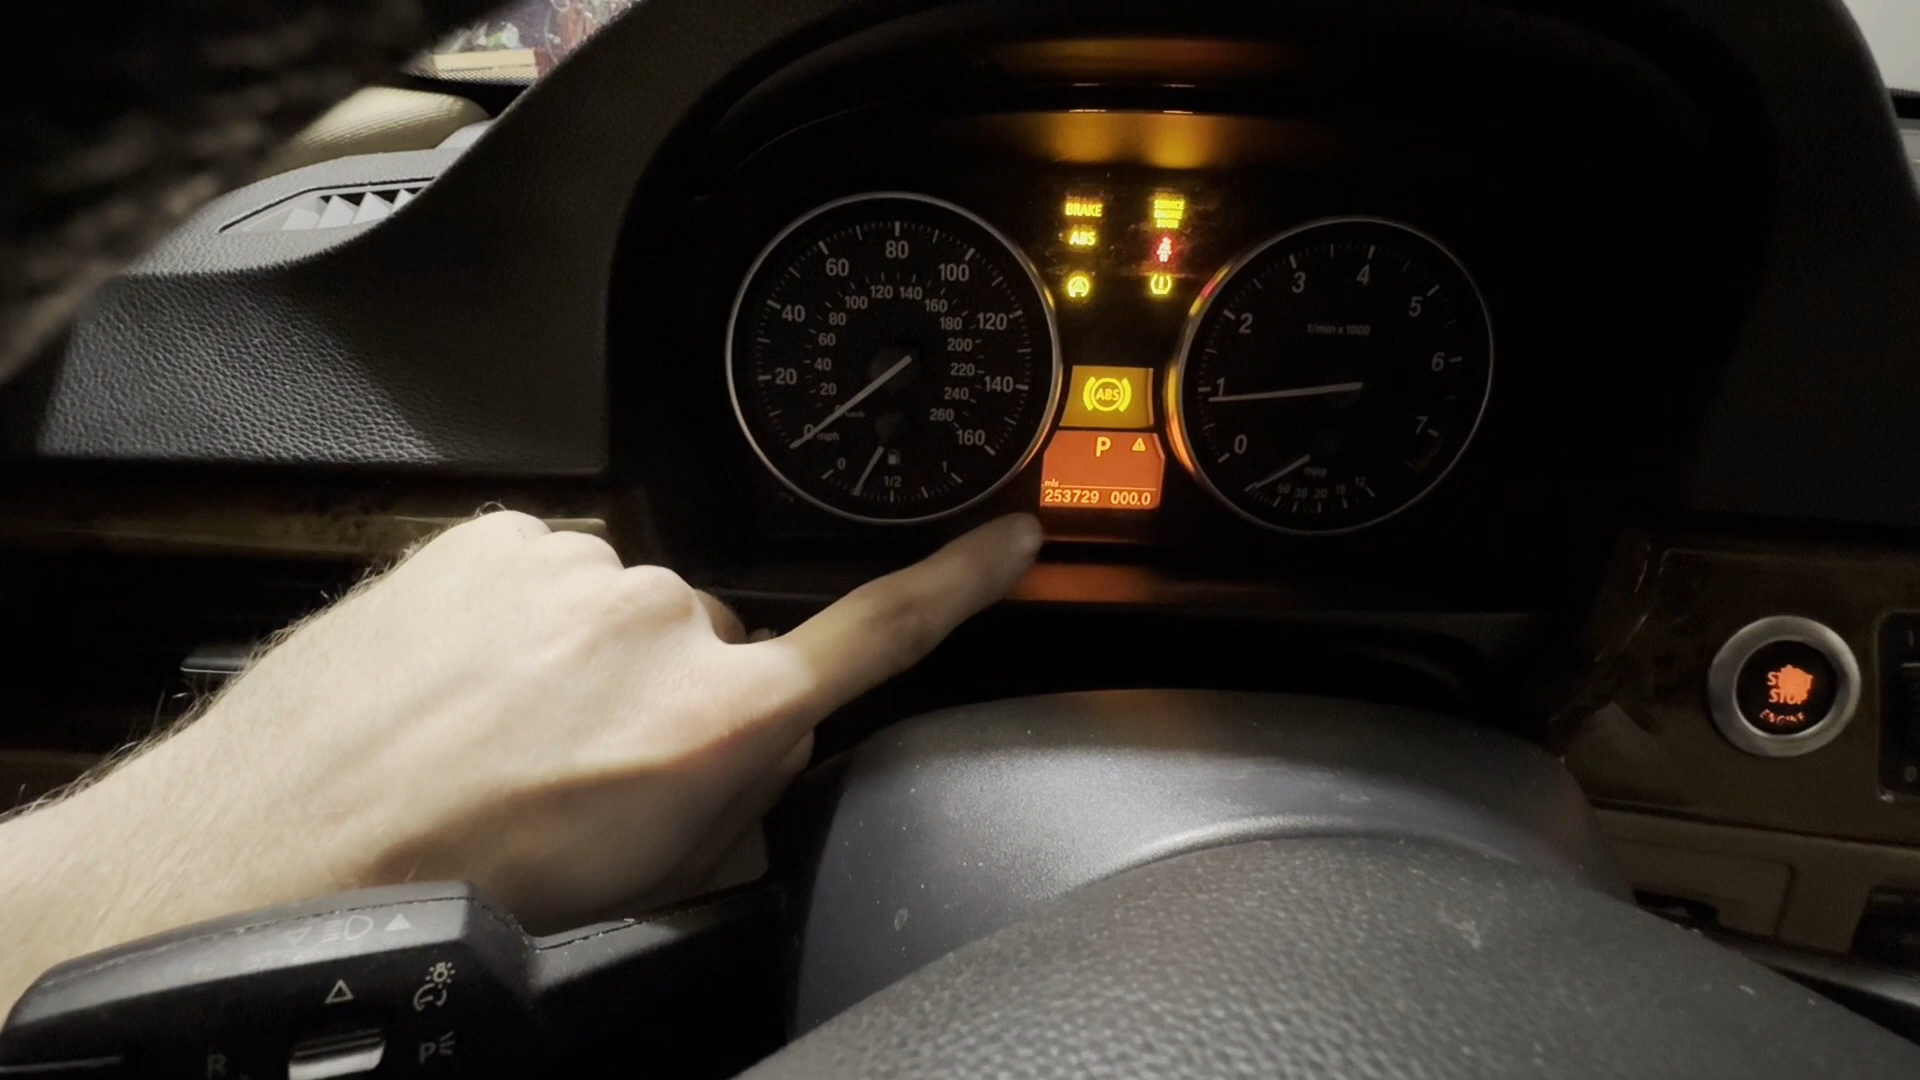 BRAKE
ABS
SERVICE
ENGINE
SOON
ABS
P
mls
253729 000.0
0
20
40
60
80
100
120
140
160
mph
km/h
20
40
60
80
100
120
140
160
180
200
220
240
260
0
1/2
1
0
1
2
3
4
5
6
7
1/min x 1000
mpg
50 30 20 15 12
START
STOP
ENGINE
R
P